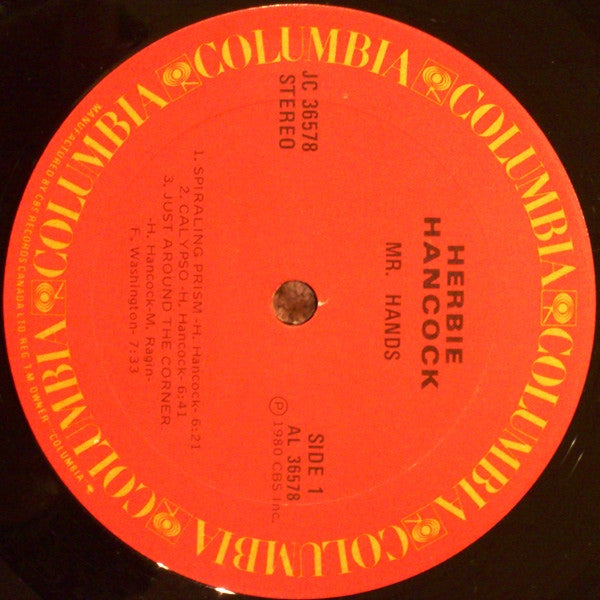 COLUMBIA COLUMBIA COLUMBIA COLUMBIA COLUMBIA COLUMBIA COLUMBIA
HERBIE
HANCOCK
MR. HANDS
JC 36578
STEREO
SIDE 1
AL 36578
℗ 1980 CBS Inc.
1. SPIRALING PRISM -H. Hancock- 6:21
2. CALYPSO -H. Hancock- 6:41
3. JUST AROUND THE CORNER
-H. Hancock-M. Ragin-
F. Washington- 7:33
MANUFACTURED BY CBS RECORDS CANADA LTD. REG. T.M. OWNER "COLUMBIA"